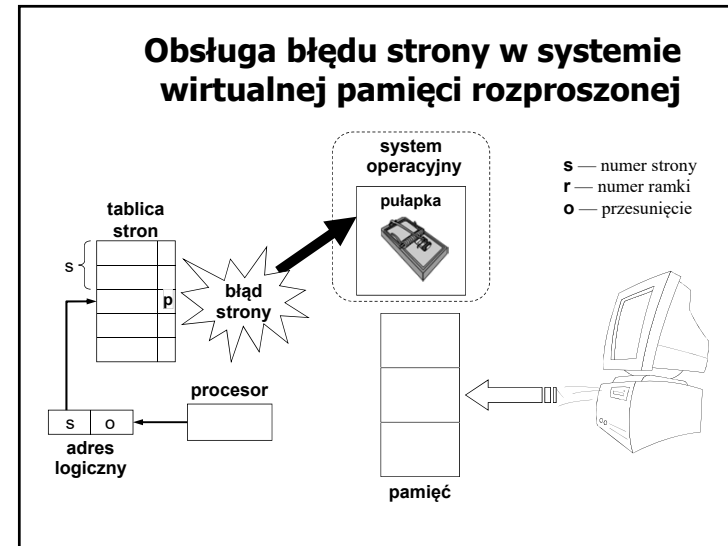 Obsługa błędu strony w systemie
wirtualnej pamięci rozproszonej
system
operacyjny
s — numer strony
r — numer ramki
o — przesunięcie
pułapka
tablica
stron
s
p
błąd
strony
procesor
s o
adres
logiczny
pamięć